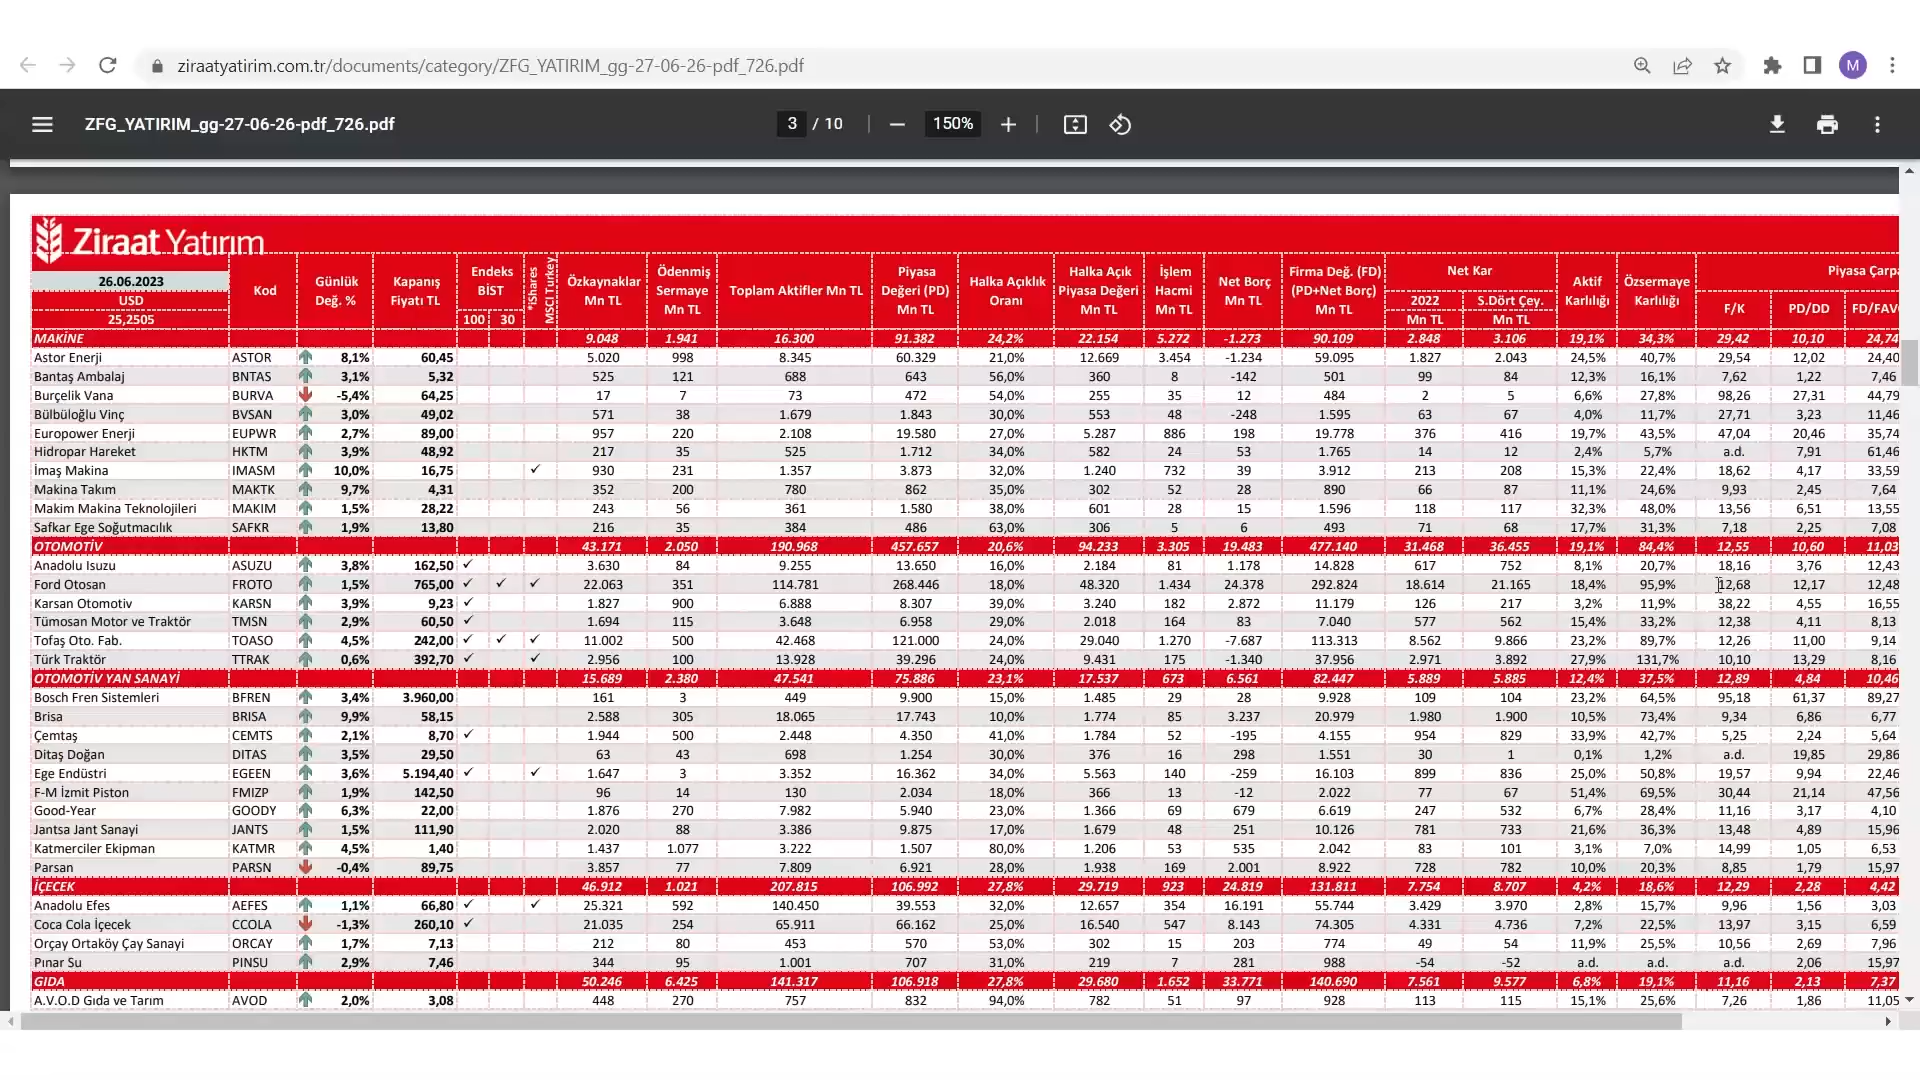 ziraatyatirim.com.tr/documents/category/ZFG_YATIRIM_gg-27-06-26-pdf_726.pdf
M
ZFG_YATIRIM_gg-27-06-26-pdf_726.pdf
3 / 10
150%
Ziraat Yatırım
26.06.2023
USD
25,2505
Kod
Günlük Değ. %
Kapanış Fiyatı TL
Endeks BİST
100 30
*iShares MSCI Turkey
Özkaynaklar Mn TL
Ödenmiş Sermaye Mn TL
Toplam Aktifler Mn TL
Piyasa Değeri (PD) Mn TL
Halka Açıklık Oranı
Halka Açık Piyasa Değeri Mn TL
İşlem Hacmi Mn TL
Net Borç Mn TL
Firma Değ. (FD) (PD+Net Borç) Mn TL
Net Kar
2022 Mn TL
S.Dört Çey. Mn TL
Aktif Karlılığı
Özsermaye Karlılığı
Piyasa Çarpa
F/K PD/DD FD/FAV
MAKİNE 9.048 1.941 16.300 91.382 24,2% 22.154 5.272 -1.273 90.109 2.848 3.106 19,1% 34,3% 29,42 10,10 24,74
Astor Enerji ASTOR 8,1% 60,45 5.020 998 8.345 60.329 21,0% 12.669 3.454 -1.234 59.095 1.827 2.043 24,5% 40,7% 29,54 12,02 24,40
Bantaş Ambalaj BNTAS 3,1% 5,32 525 121 688 643 56,0% 360 8 -142 501 99 84 12,3% 16,1% 7,62 1,22 7,46
Burçelik Vana BURVA -5,4% 64,25 17 7 73 472 54,0% 255 35 12 484 2 5 6,6% 27,8% 98,26 27,31 44,79
Bülbüloğlu Vinç BVSAN 3,0% 49,02 571 38 1.679 1.843 30,0% 553 48 -248 1.595 63 67 4,0% 11,7% 27,71 3,23 11,46
Europower Enerji EUPWR 2,7% 89,00 957 220 2.108 19.580 27,0% 5.287 886 198 19.778 376 416 19,7% 43,5% 47,04 20,46 35,74
Hidropar Hareket HKTM 3,9% 48,92 217 35 525 1.712 34,0% 582 24 53 1.765 14 12 2,4% 5,7% a.d. 7,91 61,46
İmaş Makina IMASM 10,0% 16,75 ✓ 930 231 1.357 3.873 32,0% 1.240 732 39 3.912 213 208 15,3% 22,4% 18,62 4,17 33,59
Makina Takım MAKTK 9,7% 4,31 352 200 780 862 35,0% 302 52 28 890 66 87 11,1% 24,6% 9,93 2,45 7,64
Makim Makina Teknolojileri MAKIM 1,5% 28,22 243 56 361 1.580 38,0% 601 28 15 1.596 118 117 32,3% 48,0% 13,56 6,51 13,55
Safkar Ege Soğutmacılık SAFKR 1,9% 13,80 216 35 384 486 63,0% 306 5 6 493 71 68 17,7% 31,3% 7,18 2,25 7,08
OTOMOTİV 43.171 2.050 190.968 457.657 20,6% 94.233 3.305 19.483 477.140 31.468 36.455 19,1% 84,4% 12,55 10,60 11,03
Anadolu Isuzu ASUZU 3,8% 162,50 ✓ 3.630 84 9.255 13.650 16,0% 2.184 81 1.178 14.828 617 752 8,1% 20,7% 18,16 3,76 12,43
Ford Otosan FROTO 1,5% 765,00 ✓ ✓ ✓ 22.063 351 114.781 268.446 18,0% 48.320 1.434 24.378 292.824 18.614 21.165 18,4% 95,9% 12,68 12,17 12,48
Karsan Otomotiv KARSN 3,9% 9,23 ✓ 1.827 900 6.888 8.307 39,0% 3.240 182 2.872 11.179 126 217 3,2% 11,9% 38,22 4,55 16,55
Tümosan Motor ve Traktör TMSN 2,9% 60,50 ✓ 1.694 115 3.648 6.958 29,0% 2.018 164 83 7.040 577 562 15,4% 33,2% 12,38 4,11 8,13
Tofaş Oto. Fab. TOASO 4,5% 242,00 ✓ ✓ ✓ 11.002 500 42.468 121.000 24,0% 29.040 1.270 -7.687 113.313 8.562 9.866 23,2% 89,7% 12,26 11,00 9,14
Türk Traktör TTRAK 0,6% 392,70 ✓ ✓ 2.956 100 13.928 39.296 24,0% 9.431 175 -1.340 37.956 2.971 3.892 27,9% 131,7% 10,10 13,29 8,16
OTOMOTİV YAN SANAYİ 15.689 2.380 47.541 75.886 23,1% 17.537 673 6.561 82.447 5.889 5.885 12,4% 37,5% 12,89 4,84 10,46
Bosch Fren Sistemleri BFREN 3,4% 3.960,00 161 3 449 9.900 15,0% 1.485 29 28 9.928 109 104 23,2% 64,5% 95,18 61,37 89,27
Brisa BRISA 9,9% 58,15 2.588 305 18.065 17.743 10,0% 1.774 85 3.237 20.979 1.980 1.900 10,5% 73,4% 9,34 6,86 6,77
Çemtaş CEMTS 2,1% 8,70 ✓ 1.944 500 2.448 4.350 41,0% 1.784 52 -195 4.155 954 829 33,9% 42,7% 5,25 2,24 5,64
Ditaş Doğan DITAS 3,5% 29,50 63 43 698 1.254 30,0% 376 16 298 1.551 30 1 0,1% 1,2% a.d. 19,85 29,86
Ege Endüstri EGEEN 3,6% 5.194,40 ✓ ✓ 1.647 3 3.352 16.362 34,0% 5.563 140 -259 16.103 899 836 25,0% 50,8% 19,57 9,94 22,46
F-M İzmit Piston FMIZP 1,9% 142,50 96 14 130 2.034 18,0% 366 13 -12 2.022 77 67 51,4% 69,5% 30,44 21,14 47,56
Good-Year GOODY 6,3% 22,00 1.876 270 7.982 5.940 23,0% 1.366 69 679 6.619 247 532 6,7% 28,4% 11,16 3,17 4,10
Jantsa Jant Sanayi JANTS 1,5% 111,90 2.020 88 3.386 9.875 17,0% 1.679 48 251 10.126 781 733 21,6% 36,3% 13,48 4,89 15,96
Katmerciler Ekipman KATMR 4,5% 1,40 1.437 1.077 3.222 1.507 80,0% 1.206 53 535 2.042 83 101 3,1% 7,0% 14,99 1,05 6,53
Parsan PARSN -0,4% 89,75 3.857 77 7.809 6.921 28,0% 1.938 169 2.001 8.922 728 782 10,0% 20,3% 8,85 1,79 15,97
İÇECEK 46.912 1.021 207.815 106.992 27,8% 29.719 923 24.819 131.811 7.754 8.707 4,2% 18,6% 12,29 2,28 4,42
Anadolu Efes AEFES 1,1% 66,80 ✓ ✓ 25.321 592 140.450 39.553 32,0% 12.657 354 16.191 55.744 3.429 3.970 2,8% 15,7% 9,96 1,56 3,03
Coca Cola İçecek CCOLA -1,3% 260,10 ✓ 21.035 254 65.911 66.162 25,0% 16.540 547 8.143 74.305 4.331 4.736 7,2% 22,5% 13,97 3,15 6,59
Orçay Ortaköy Çay Sanayi ORCAY 1,7% 7,13 212 80 453 570 53,0% 302 15 203 774 49 54 11,9% 25,5% 10,56 2,69 7,96
Pınar Su PINSU 2,9% 7,46 344 95 1.001 707 31,0% 219 7 281 988 -54 -52 a.d. a.d. a.d. 2,06 15,97
GIDA 50.246 6.425 141.317 106.918 27,8% 29.680 1.652 33.771 140.690 7.561 9.577 6,8% 19,1% 11,16 2,13 7,37
A.V.O.D Gıda ve Tarım AVOD 2,0% 3,08 448 270 757 832 94,0% 782 51 97 928 113 115 15,1% 25,6% 7,26 1,86 11,05